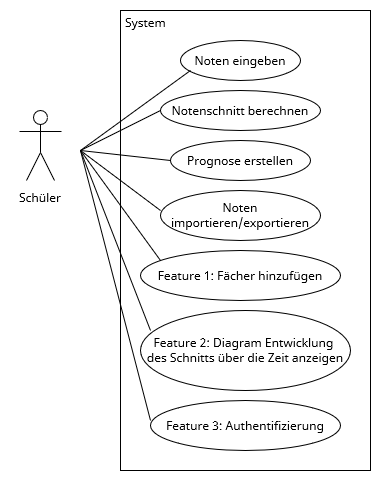 System
Noten eingeben
Notenschnitt berechnen
Prognose erstellen
Schüler
Noten
importieren/exportieren
Feature 1: Fächer hinzufügen
Feature 2: Diagram Entwicklung
des Schnitts über die Zeit anzeigen
Feature 3: Authentifizierung